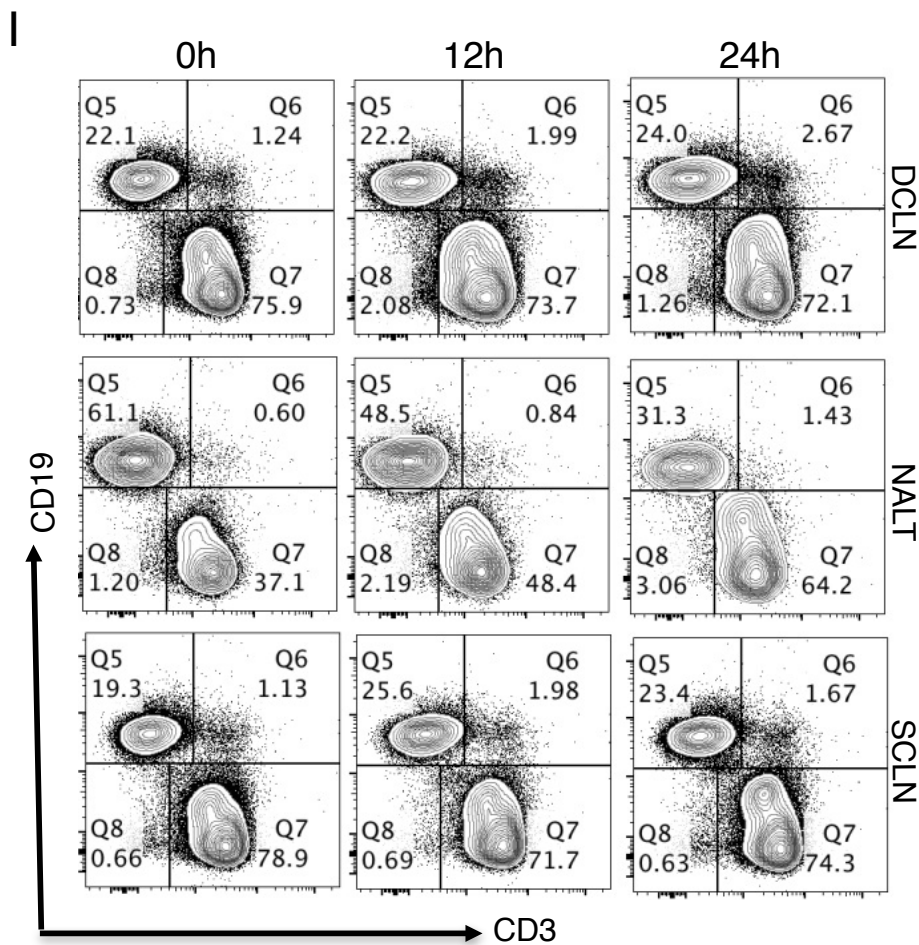 I
0h 12h 24h
Q5 Q6 Q5 Q6 Q5 Q6
22.1 1.24 22.2 1.99 24.0 2.67
DCLN
Q8 Q7 Q8 Q7 Q8 Q7
0.73 75.9 2.08 73.7 1.26 72.1
Q5 Q6 Q5 Q6 Q5 Q6
61.1 0.60 48.5 0.84 31.3 1.43
NALT
Q8 Q7 Q8 Q7 Q8 Q7
1.20 37.1 2.19 48.4 3.06 64.2
Q5 Q6 Q5 Q6 Q5 Q6
19.3 1.13 25.6 1.98 23.4 1.67
SCLN
Q8 Q7 Q8 Q7 Q8 Q7
0.66 78.9 0.69 71.7 0.63 74.3
CD19
CD3